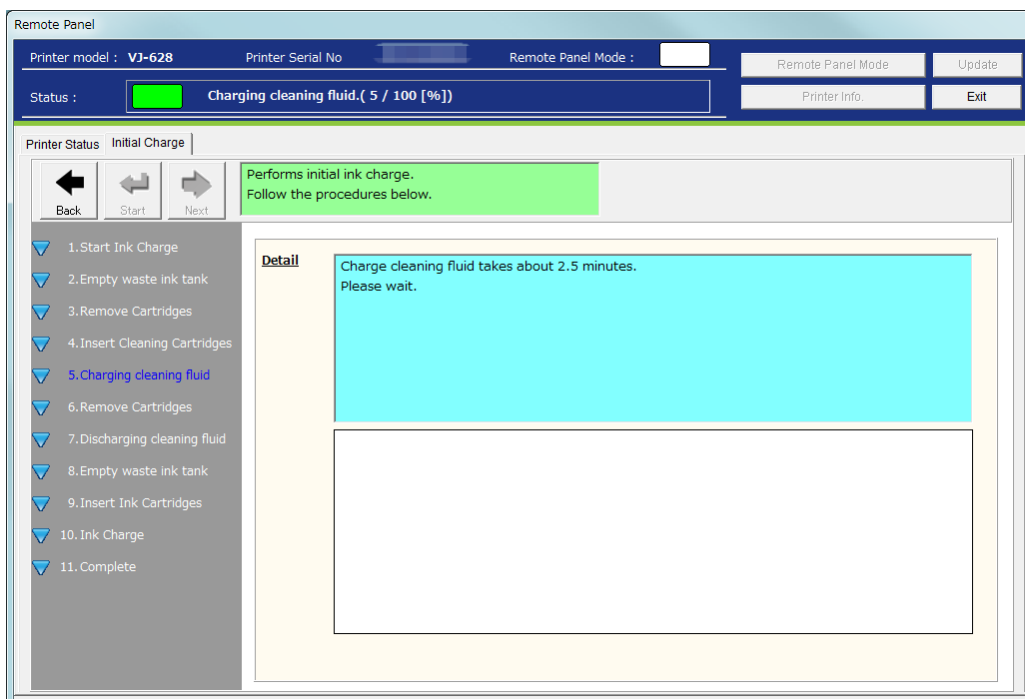 Remote Panel
Printer model : VJ-628 Printer Serial No Remote Panel Mode :
Remote Panel Mode Update
Status : Charging cleaning fluid.( 5 / 100 [%])
Printer Info. Exit
Printer Status Initial Charge
Back Start Next
Performs initial ink charge.
Follow the procedures below.
1.Start Ink Charge
2.Empty waste ink tank
3.Remove Cartridges
4.Insert Cleaning Cartridges
5.Charging cleaning fluid
6.Remove Cartridges
7.Discharging cleaning fluid
8.Empty waste ink tank
9.Insert Ink Cartridges
10.Ink Charge
11.Complete
Detail
Charge cleaning fluid takes about 2.5 minutes.
Please wait.